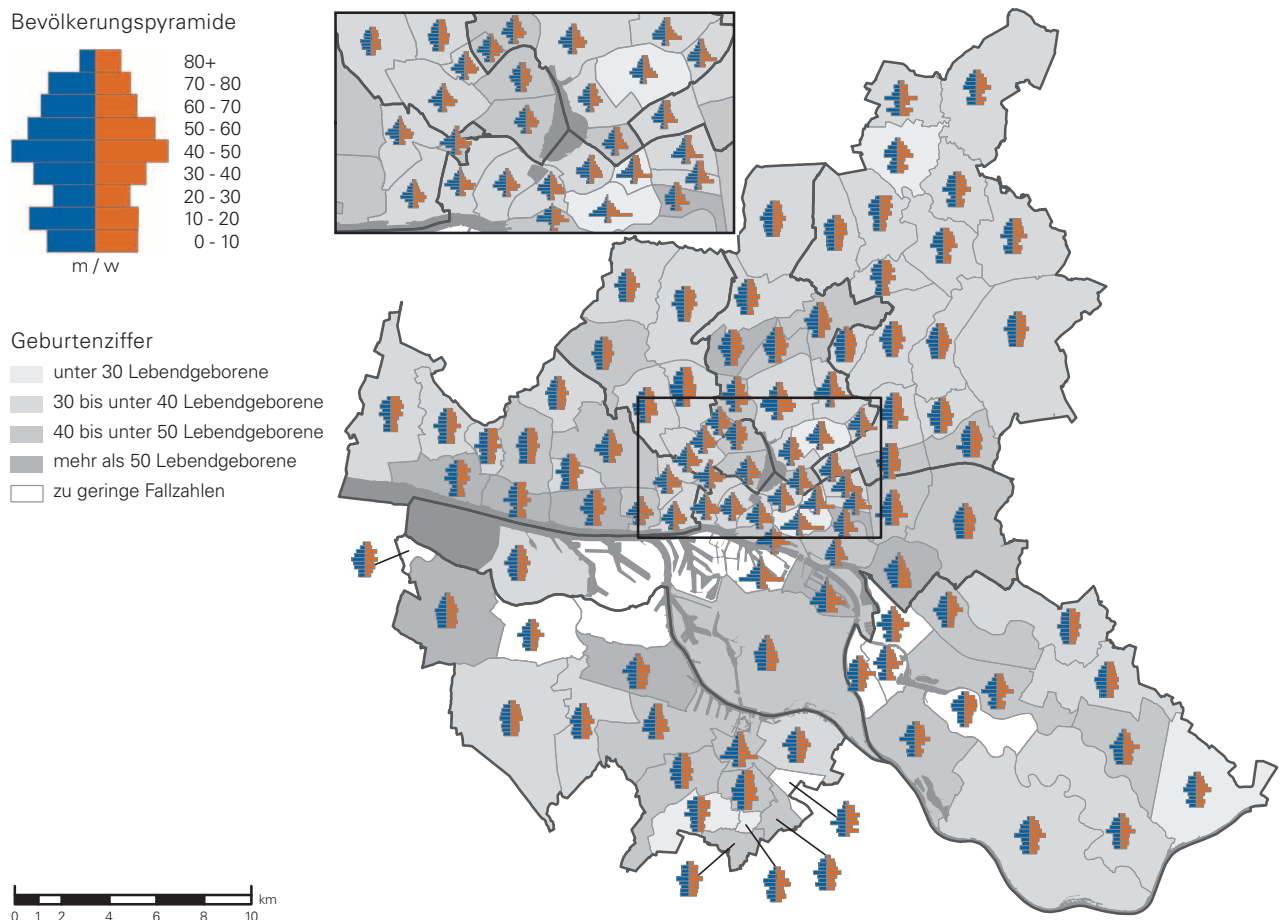 Bevölkerungspyramide
80+
70 - 80
60 - 70
50 - 60
40 - 50
30 - 40
20 - 30
10 - 20
0 - 10
m / w
Geburtenziffer
unter 30 Lebendgeborene
30 bis unter 40 Lebendgeborene
40 bis unter 50 Lebendgeborene
mehr als 50 Lebendgeborene
zu geringe Fallzahlen
km
0 1 2 4 6 8 10